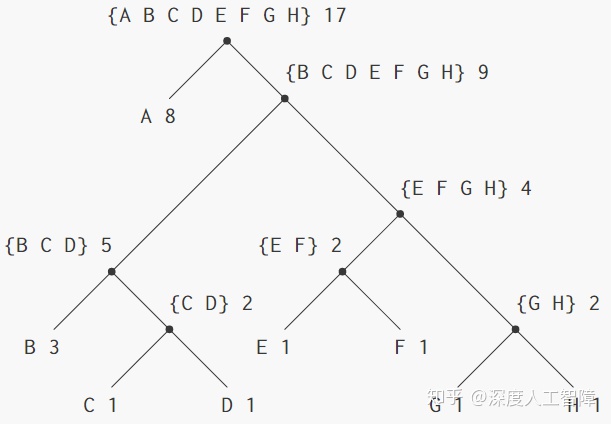 {A B C D E F G H} 17
{B C D E F G H} 9
A 8
{E F G H} 4
{B C D} 5
{E F} 2
{C D} 2
{G H} 2
B 3
E 1
F 1
C 1
D 1
G 1
H 1
知乎 @深度人工智障